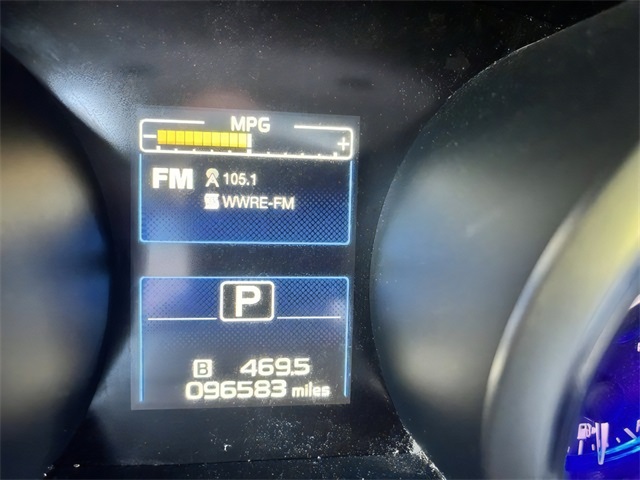 MPG
- +
FM 105.1
WWRE-FM
P
B 469.5
096583 miles